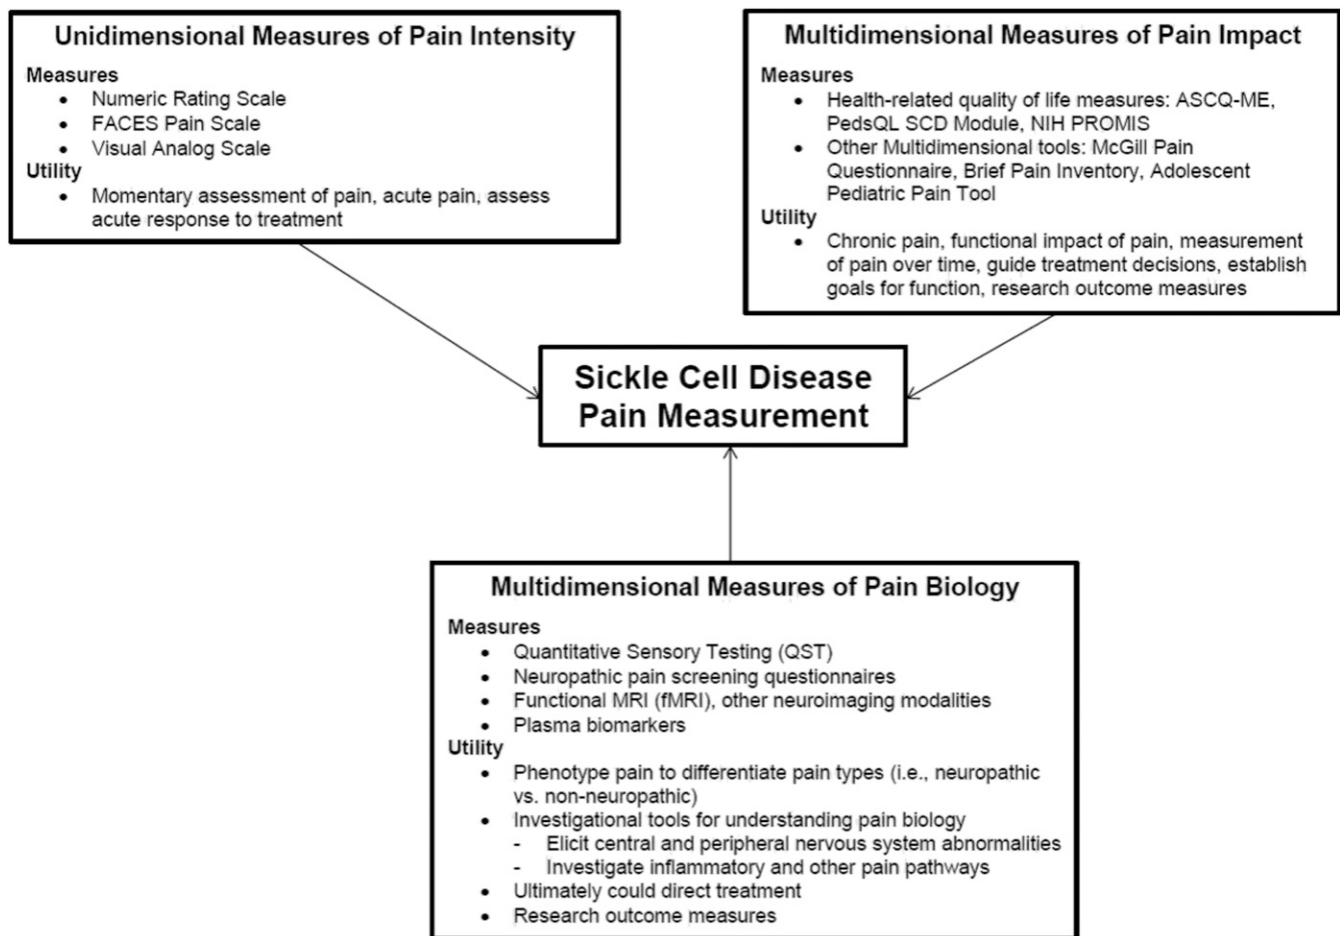 Unidimensional Measures of Pain Intensity
Measures
• Numeric Rating Scale
• FACES Pain Scale
• Visual Analog Scale
Utility
• Momentary assessment of pain, acute pain, assess
acute response to treatment
Multidimensional Measures of Pain Impact
Measures
• Health-related quality of life measures: ASCQ-ME,
PedsQL SCD Module, NIH PROMIS
• Other Multidimensional tools: McGill Pain
Questionnaire, Brief Pain Inventory, Adolescent
Pediatric Pain Tool
Utility
• Chronic pain, functional impact of pain, measurement
of pain over time, guide treatment decisions, establish
goals for function, research outcome measures
Sickle Cell Disease
Pain Measurement
Multidimensional Measures of Pain Biology
Measures
• Quantitative Sensory Testing (QST)
• Neuropathic pain screening questionnaires
• Functional MRI (fMRI), other neuroimaging modalities
• Plasma biomarkers
Utility
• Phenotype pain to differentiate pain types (i.e., neuropathic
vs. non-neuropathic)
• Investigational tools for understanding pain biology
- Elicit central and peripheral nervous system abnormalities
- Investigate inflammatory and other pain pathways
• Ultimately could direct treatment
• Research outcome measures